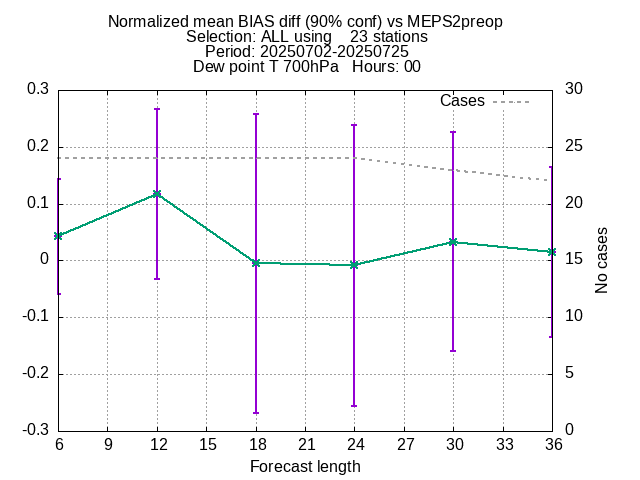 Normalized mean BIAS diff (90% conf) vs MEPS2preop
Selection: ALL using    23 stations
Period: 20250702-20250725
Dew point T 700hPa   Hours: 00
Cases
0.3
0.2
0.1
0
-0.1
-0.2
-0.3
30
25
20
15
10
5
0
No cases
6 9 12 15 18 21 24 27 30 33 36
Forecast length